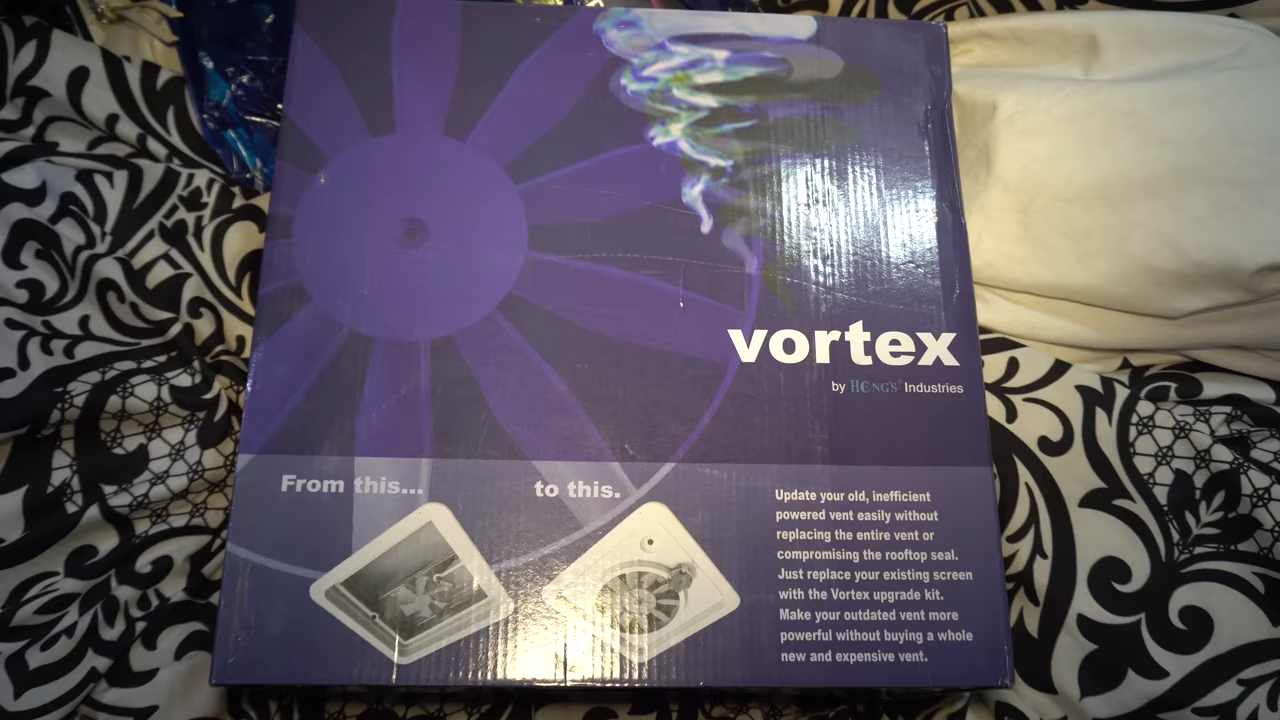 vortex
by HENG'S Industries
From this...
to this.
Update your old, inefficient
powered vent easily without
replacing the entire vent or
compromising the rooftop seal.
Just replace your existing screen
with the Vortex upgrade kit.
Make your outdated vent more
powerful without buying a whole
new and expensive vent.